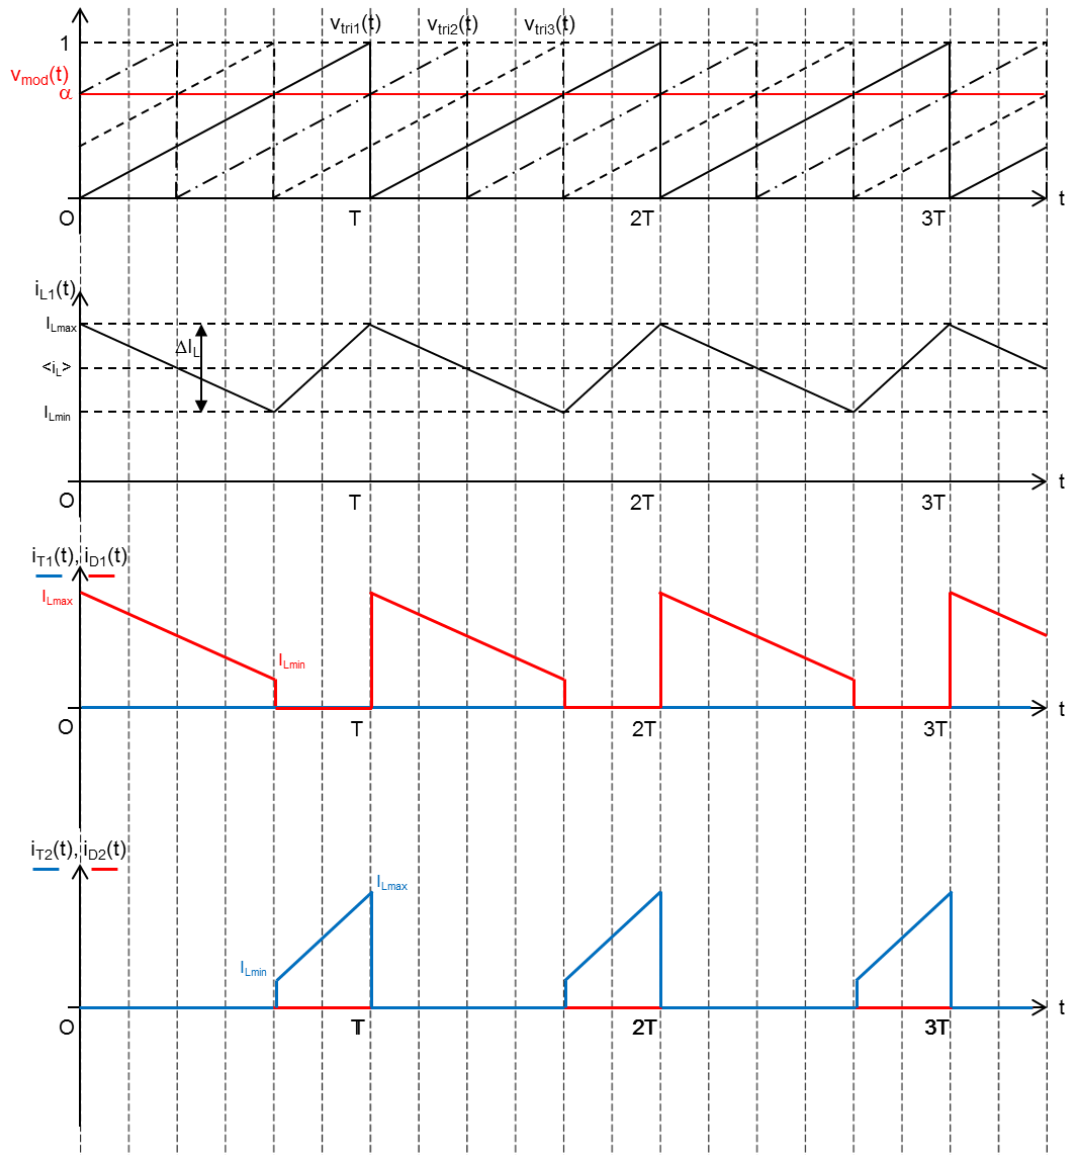 v_tri1(t) v_tri2(t) v_tri3(t)
1
v_mod(t)
α
O T 2T 3T t
i_L1(t)
I_Lmax
ΔI_L
<i_L>
I_Lmin
O T 2T 3T t
i_T1(t), i_D1(t)
I_Lmax
I_Lmin
O T 2T 3T t
i_T2(t), i_D2(t)
I_Lmax
I_Lmin
O T 2T 3T t